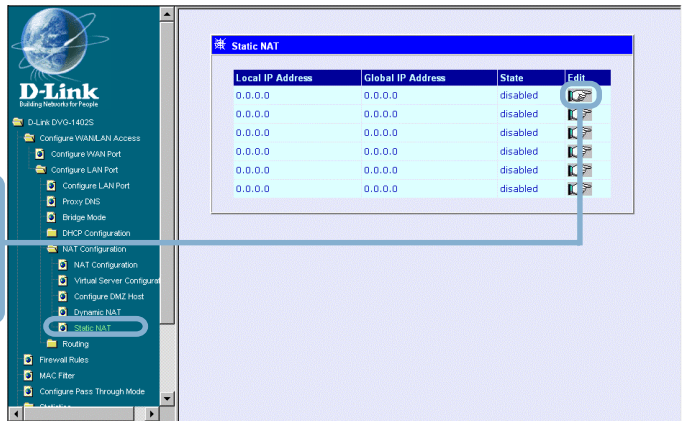 D-Link
Building Networks for People
D-Link DVG-1402S
Configure WAN/LAN Access
Configure WAN Port
Configure LAN Port
Configure LAN Port
Proxy DNS
Bridge Mode
DHCP Configuration
NAT Configuration
NAT Configuration
Virtual Server Configurat
Configure DMZ Host
Dynamic NAT
Static NAT
Routing
Firewall Rules
MAC Filter
Configure Pass Through Mode
Statistics
Static NAT
Local IP Address Global IP Address State Edit
0.0.0.0 0.0.0.0 disabled
0.0.0.0 0.0.0.0 disabled
0.0.0.0 0.0.0.0 disabled
0.0.0.0 0.0.0.0 disabled
0.0.0.0 0.0.0.0 disabled
0.0.0.0 0.0.0.0 disabled